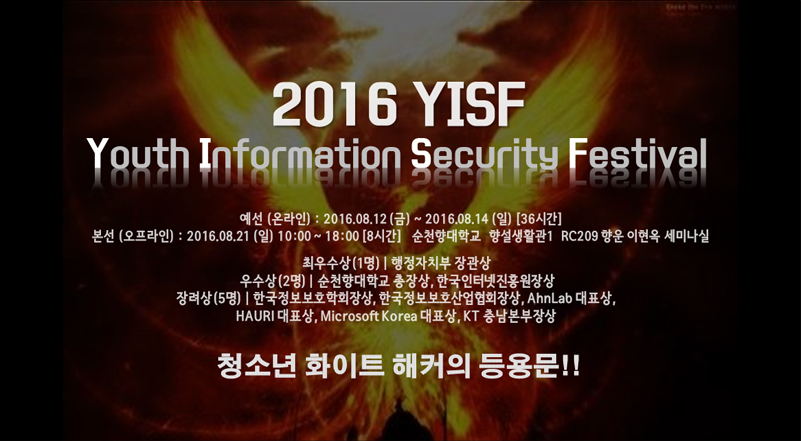 2016 YISF
Youth Information Security Festival
예선 (온라인) : 2016.08.12 (금) ~ 2016.08.14 (일) [36시간]
본선 (오프라인) : 2016.08.21 (일) 10:00 ~ 18:00 [8시간] 순천향대학교 향설생활관1 RC209 향운 이현옥 세미나실
최우수상(1명) | 행정자치부 장관상
우수상(2명) | 순천향대학교 총장상, 한국인터넷진흥원장상
장려상(5명) | 한국정보보호학회장상, 한국정보보호산업협회장상, AhnLab 대표상,
HAURI 대표상, Microsoft Korea 대표상, KT 충남본부장상
청소년 화이트 해커의 등용문!!